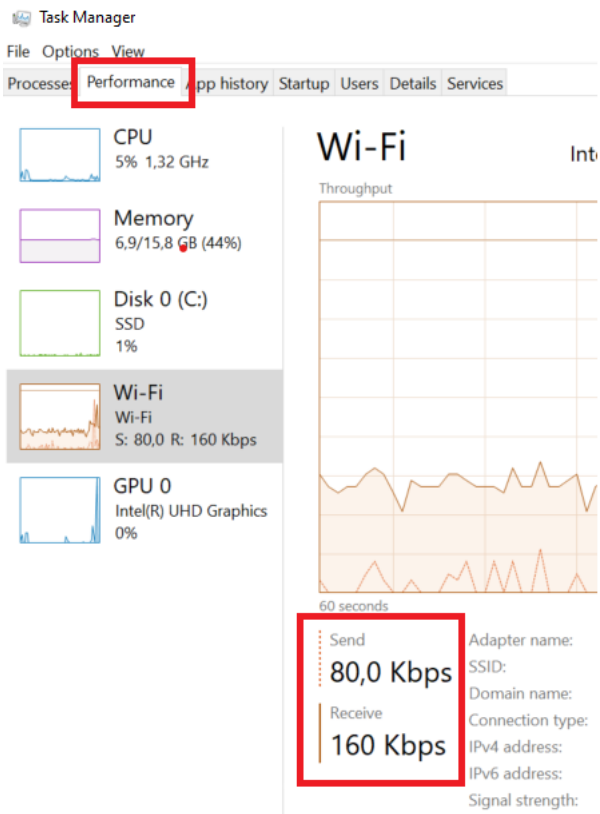 Task Manager
File Options View
Processes Performance App history Startup Users Details Services
CPU
5% 1,32 GHz
Memory
6,9/15,8 GB (44%)
Disk 0 (C:)
SSD
1%
Wi-Fi
Wi-Fi
S: 80,0 R: 160 Kbps
GPU 0
Intel(R) UHD Graphics
0%
Wi-Fi Inte
Throughput
60 seconds
Send
80,0 Kbps
Receive
160 Kbps
Adapter name:
SSID:
Domain name:
Connection type:
IPv4 address:
IPv6 address:
Signal strength: